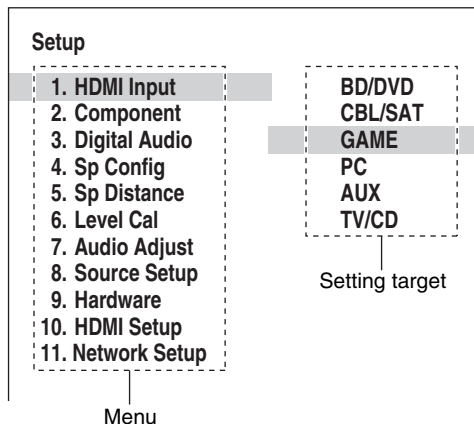 Setup
1. HDMI Input
2. Component
3. Digital Audio
4. Sp Config
5. Sp Distance
6. Level Cal
7. Audio Adjust
8. Source Setup
9. Hardware
10. HDMI Setup
11. Network Setup
Menu
BD/DVD
CBL/SAT
GAME
PC
AUX
TV/CD
Setting target